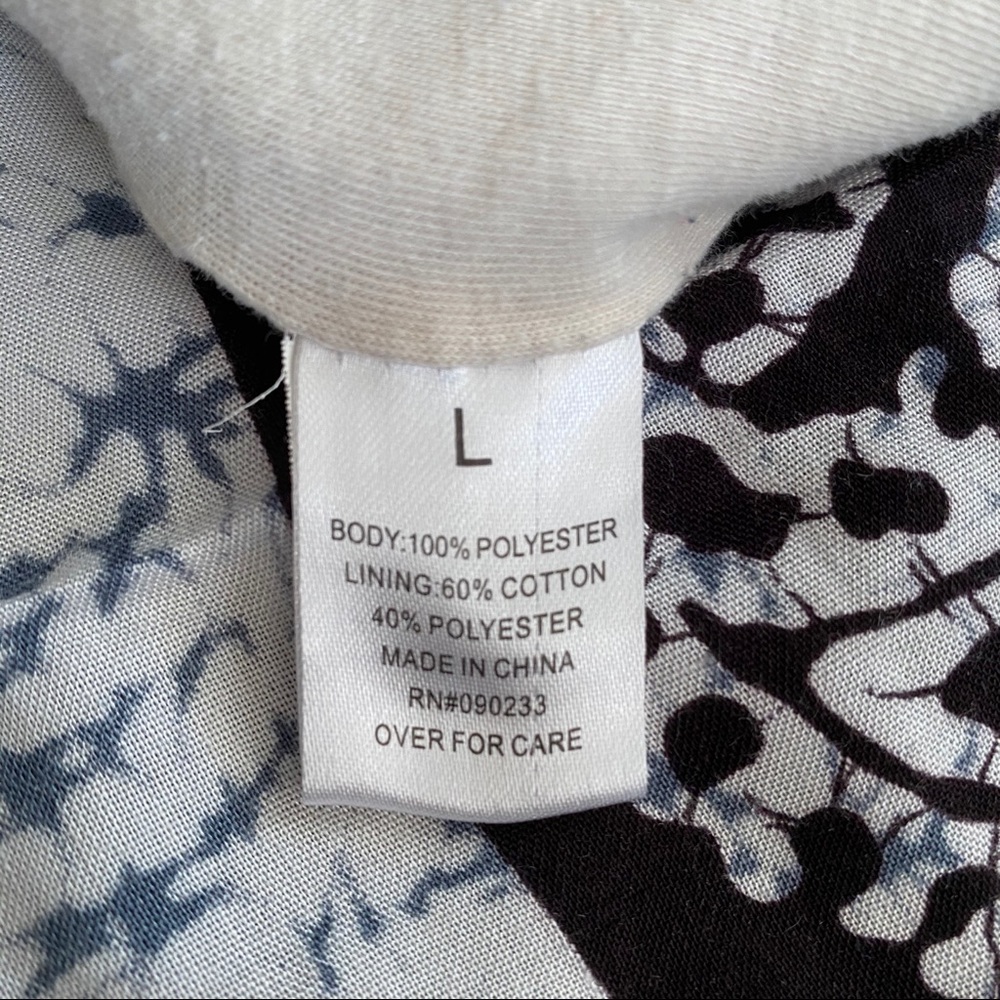 L
BODY:100% POLYESTER
LINING:60% COTTON
40% POLYESTER
MADE IN CHINA
RN#090233
OVER FOR CARE